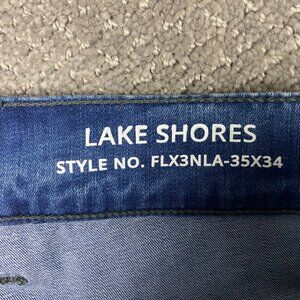 LAKE SHORES
STYLE NO. FLX3NLA-35X34